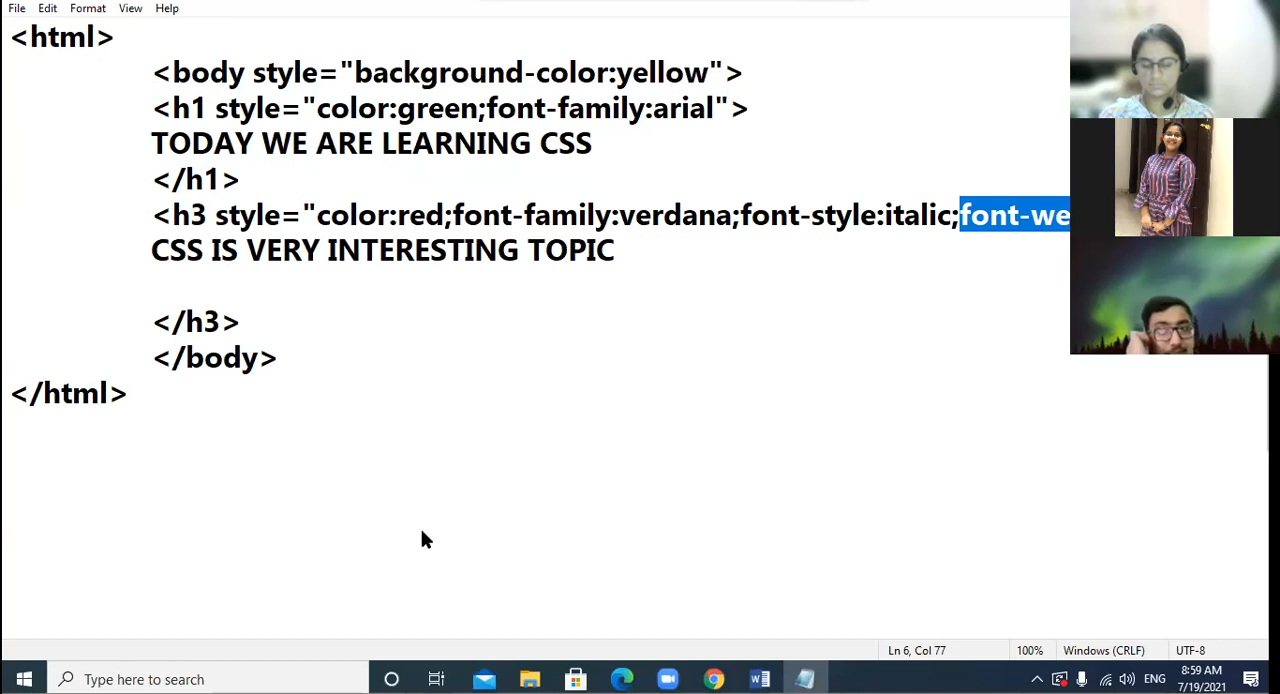 File Edit Format View Help
<html>
<body style="background-color:yellow">
<h1 style="color:green;font-family:arial">
TODAY WE ARE LEARNING CSS
</h1>
<h3 style="color:red;font-family:verdana;font-style:italic;font-we
CSS IS VERY INTERESTING TOPIC
</h3>
</body>
</html>
Ln 6, Col 77 100% Windows (CRLF) UTF-8
Type here to search ENG 8:59 AM
7/19/2021